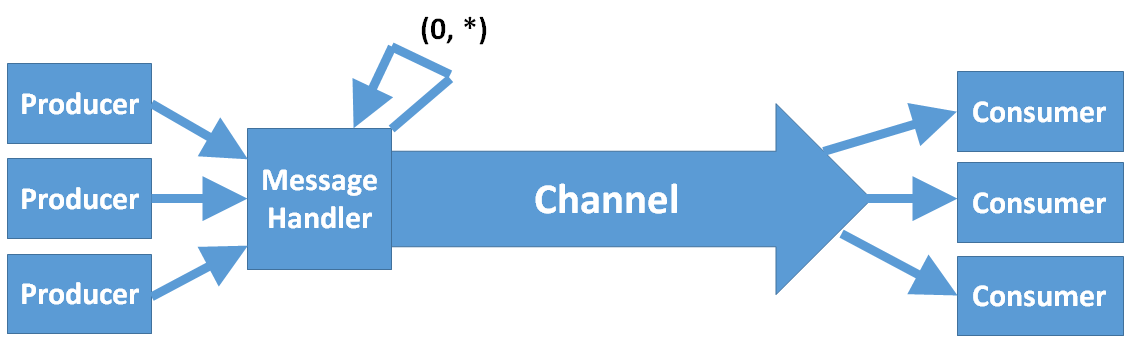 (0, *)
Producer
Producer
Producer
Message
Handler
Channel
Consumer
Consumer
Consumer